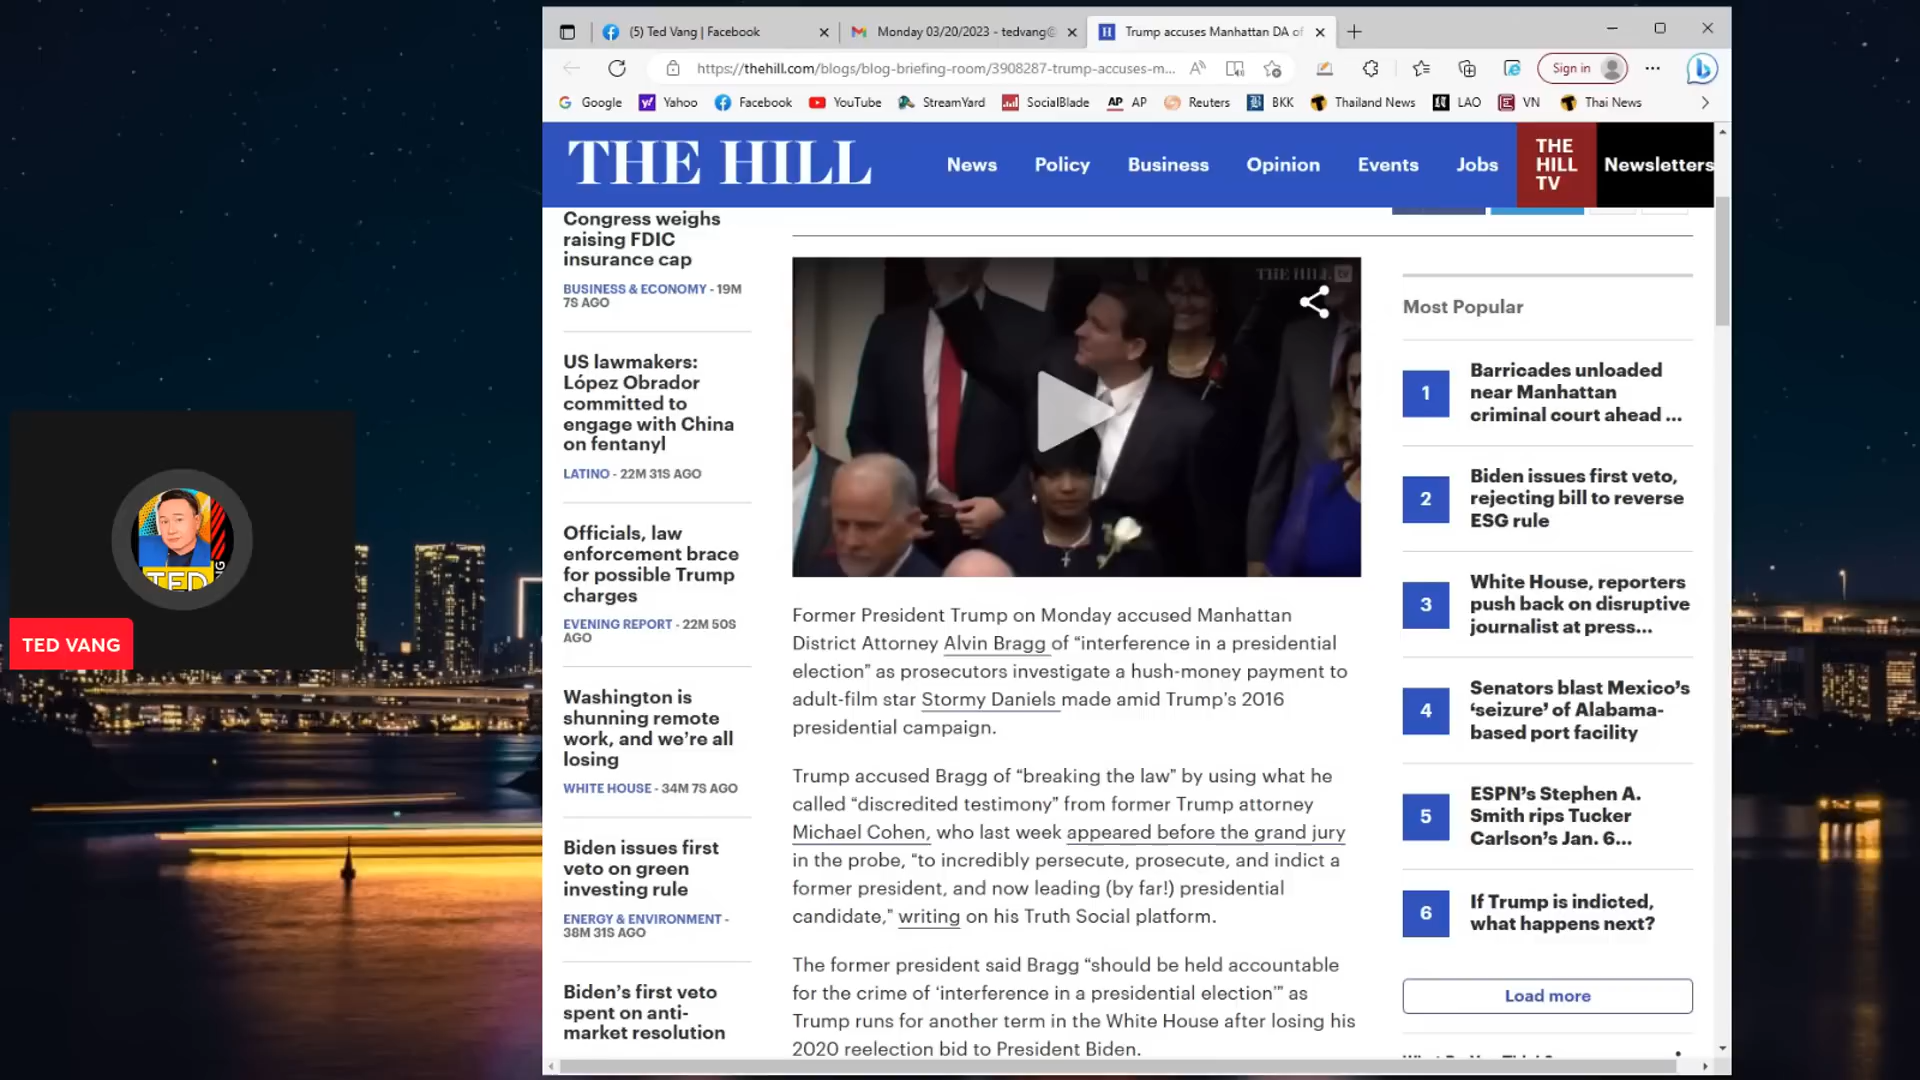 (5) Ted Vang | Facebook
Monday 03/20/2023 - tedvang@
H
Trump accuses Manhattan DA of
https://thehill.com/blogs/blog-briefing-room/3908287-trump-accuses-m...
Sign in
Google
Yahoo
Facebook
YouTube
StreamYard
SocialBlade
AP AP
Reuters
BKK
Thailand News
LAO
VN
Thai News
THE HILL
News
Policy
Business
Opinion
Events
Jobs
THE
HILL
TV
Newsletters
Congress weighs
raising FDIC
insurance cap
BUSINESS & ECONOMY - 19M
7S AGO
US lawmakers:
López Obrador
committed to
engage with China
on fentanyl
LATINO - 22M 31S AGO
Officials, law
enforcement brace
for possible Trump
charges
EVENING REPORT - 22M 50S
AGO
Washington is
shunning remote
work, and we’re all
losing
WHITE HOUSE - 34M 7S AGO
Biden issues first
veto on green
investing rule
ENERGY & ENVIRONMENT -
38M 31S AGO
Biden’s first veto
spent on anti-
market resolution
THE HILL TV
Former President Trump on Monday accused Manhattan
District Attorney Alvin Bragg of “interference in a presidential
election” as prosecutors investigate a hush-money payment to
adult-film star Stormy Daniels made amid Trump’s 2016
presidential campaign.
Trump accused Bragg of “breaking the law” by using what he
called “discredited testimony” from former Trump attorney
Michael Cohen, who last week appeared before the grand jury
in the probe, “to incredibly persecute, prosecute, and indict a
former president, and now leading (by far!) presidential
candidate,” writing on his Truth Social platform.
The former president said Bragg “should be held accountable
for the crime of ‘interference in a presidential election’” as
Trump runs for another term in the White House after losing his
2020 reelection bid to President Biden.
Most Popular
1
Barricades unloaded
near Manhattan
criminal court ahead ...
2
Biden issues first veto,
rejecting bill to reverse
ESG rule
3
White House, reporters
push back on disruptive
journalist at press...
4
Senators blast Mexico’s
‘seizure’ of Alabama-
based port facility
5
ESPN’s Stephen A.
Smith rips Tucker
Carlson’s Jan. 6...
6
If Trump is indicted,
what happens next?
Load more
TED
TED VANG